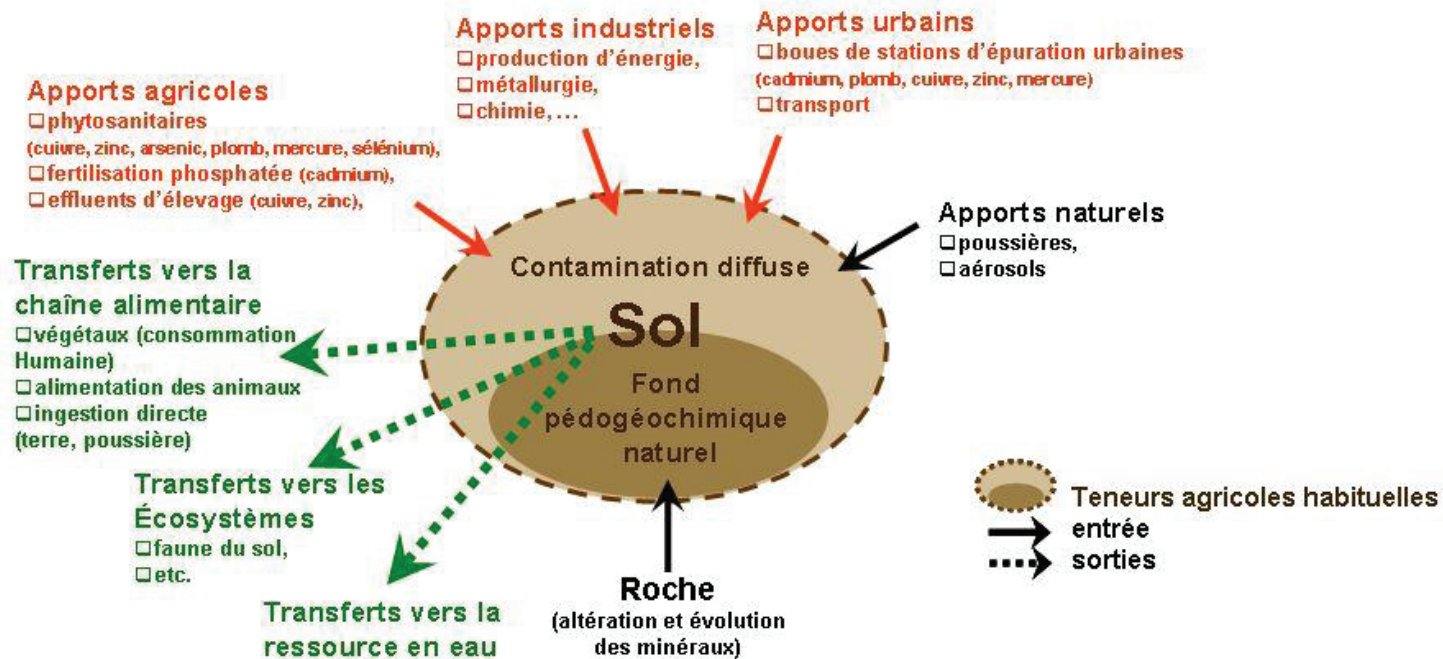 Apports industriels
❑production d'énergie,
❑métallurgie,
❑chimie, ...
Apports urbains
❑boues de stations d'épuration urbaines
(cadmium, plomb, cuivre, zinc, mercure)
❑transport
Apports agricoles
❑phytosanitaires
(cuivre, zinc, arsenic, plomb, mercure, sélénium),
❑fertilisation phosphatée (cadmium),
❑effluents d'élevage (cuivre, zinc),
Apports naturels
❑poussières,
❑aérosols
Contamination diffuse
Sol
Fond
pédogéochimique
naturel
Transferts vers la
chaîne alimentaire
❑végétaux (consommation
Humaine)
❑alimentation des animaux
❑ingestion directe
(terre, poussière)
Transferts vers les
Écosystèmes
❑faune du sol,
❑etc.
Transferts vers la
ressource en eau
Roche
(altération et évolution
des minéraux)
Teneurs agricoles habituelles
entrée
sorties